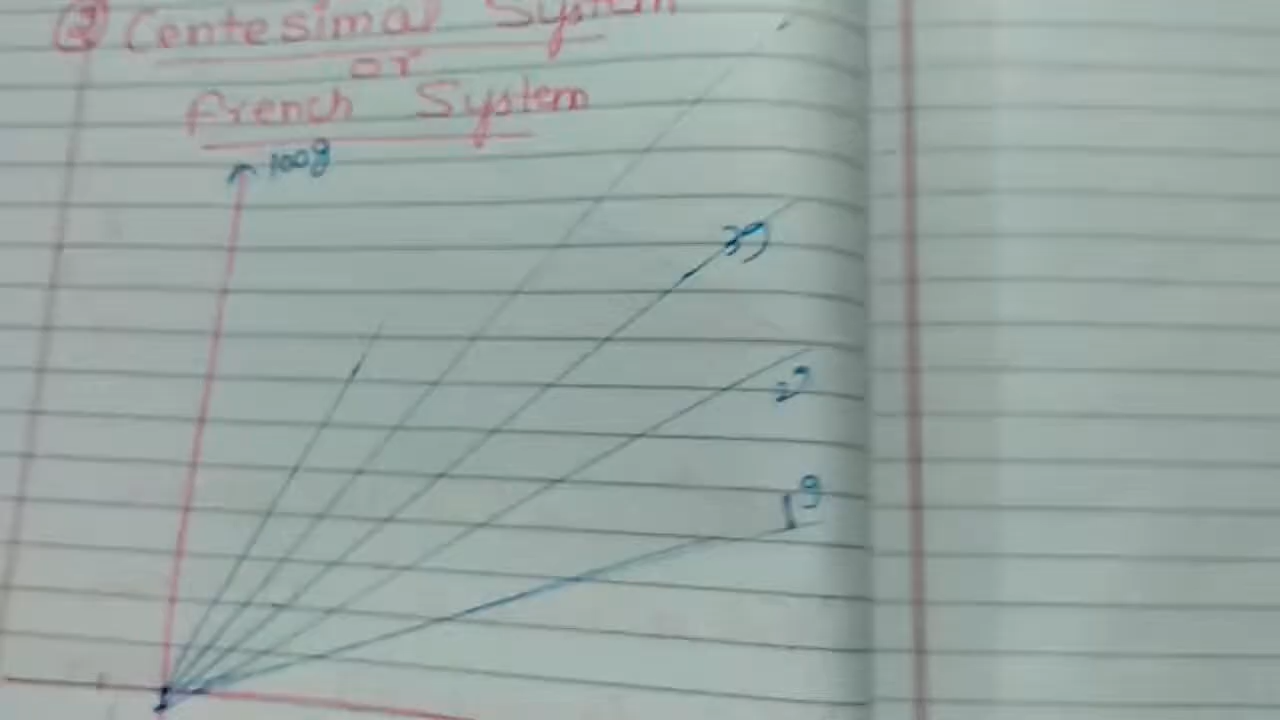 ② Centesimal System
or
french System
100g
3g
2g
1g